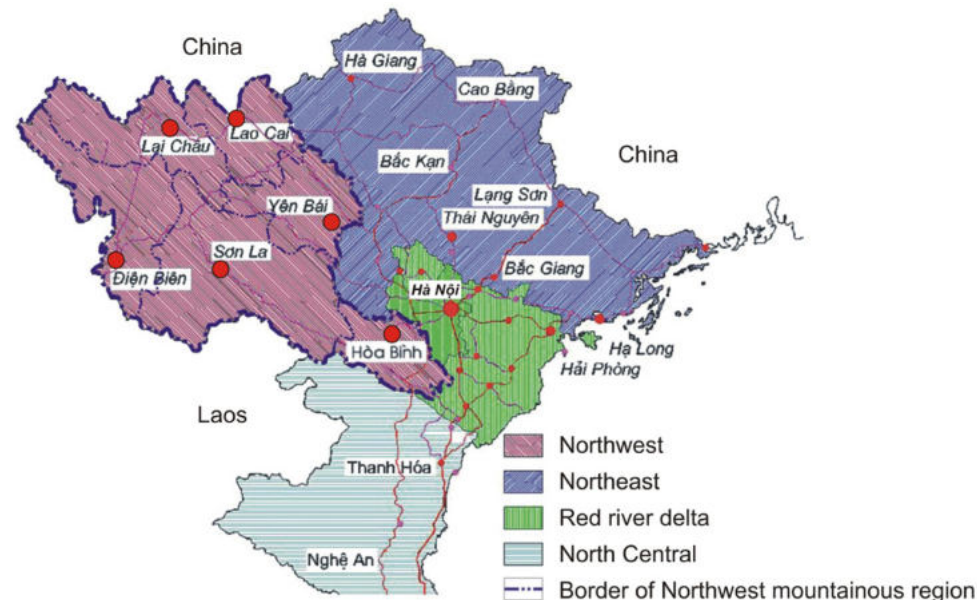 China
Hà Giang
Cao Bằng
Lao Cai
Lai Châu
Bắc Kạn
China
Lạng Sơn
Yên Bái
Thái Nguyên
Sơn La
Bắc Giang
Điện Biên
Hà Nội
Hòa Bình
Hạ Long
Hải Phòng
Laos
Northwest
Thanh Hóa
Northeast
Red river delta
North Central
Nghệ An
Border of Northwest mountainous region